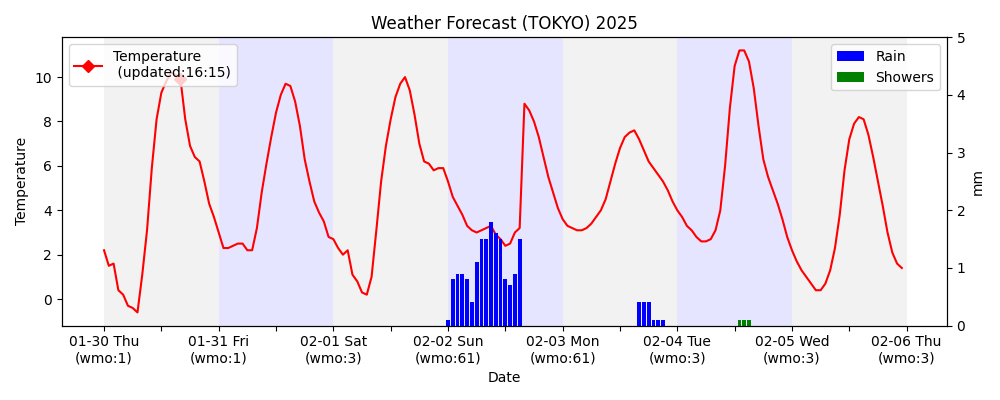 Weather Forecast (TOKYO) 2025
Temperature
(updated:16:15)
Rain
Showers
Temperature
10
8
6
4
2
0
5
4
3
2
1
0
mm
01-30 Thu
(wmo:1)
01-31 Fri
(wmo:1)
02-01 Sat
(wmo:3)
02-02 Sun
(wmo:61)
02-03 Mon
(wmo:61)
02-04 Tue
(wmo:3)
02-05 Wed
(wmo:3)
02-06 Thu
(wmo:3)
Date